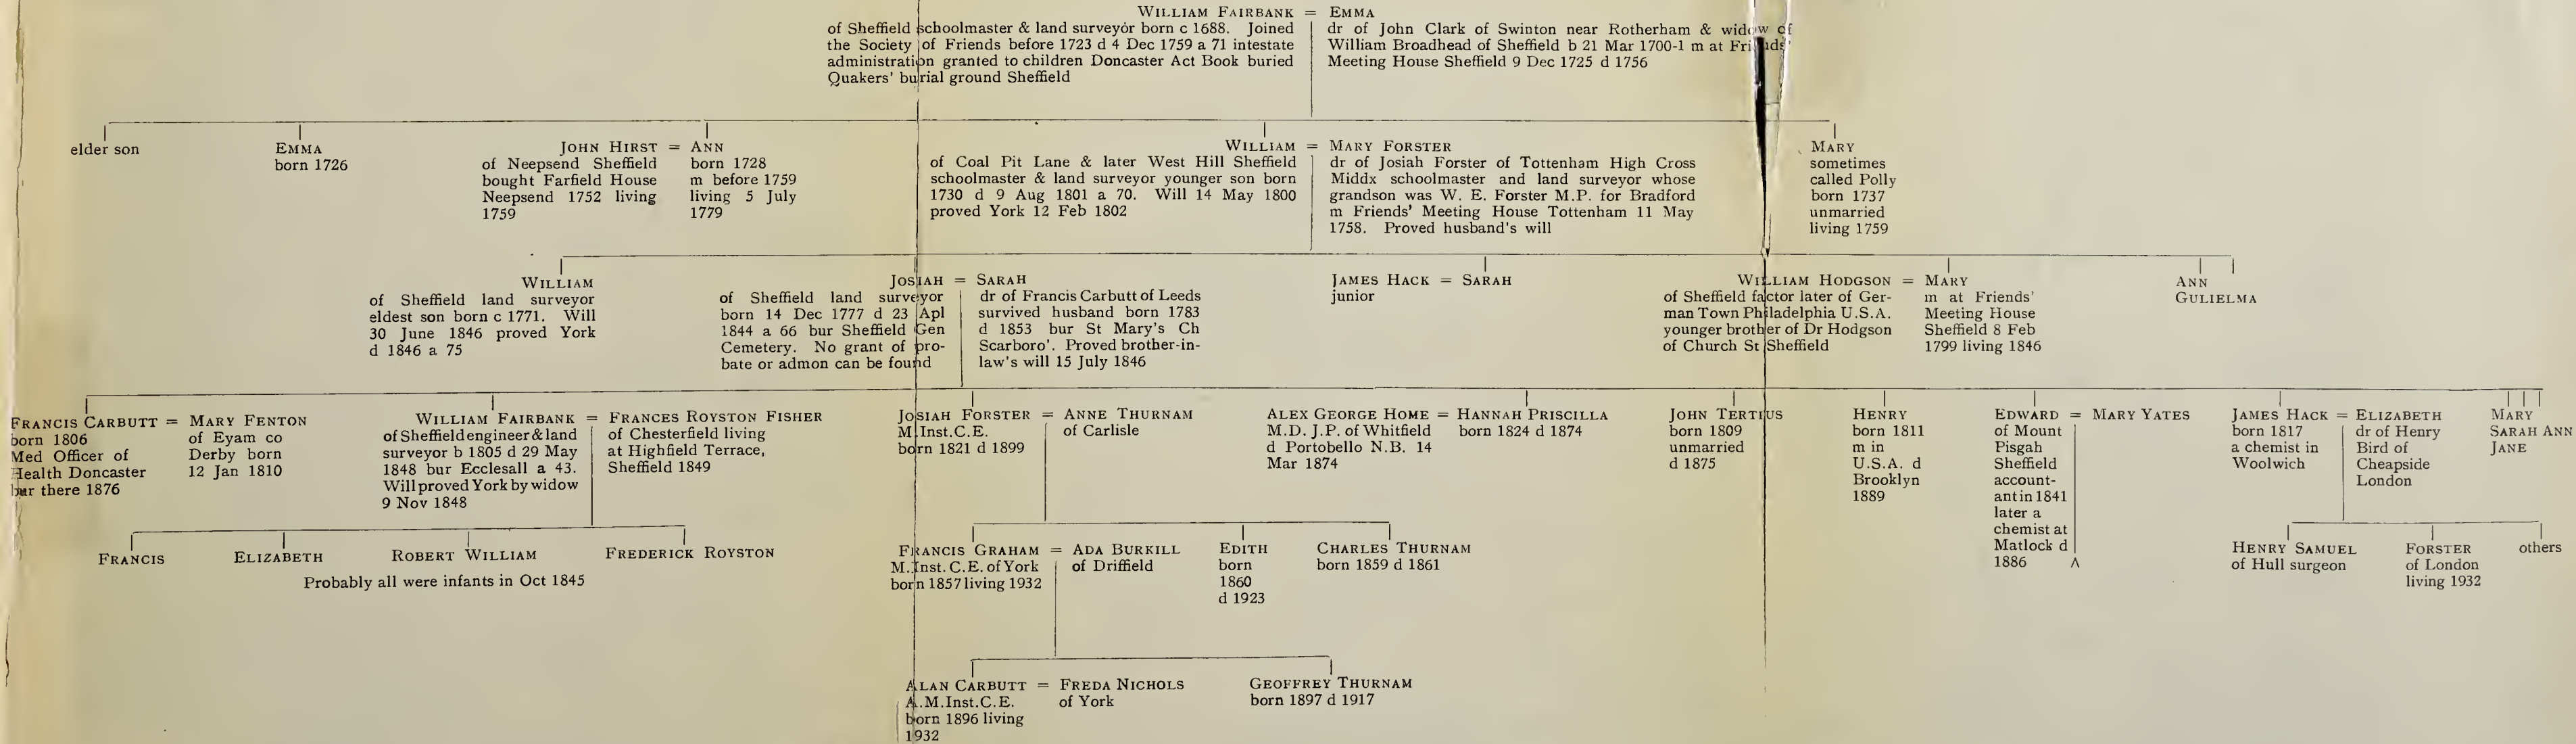 WILLIAM FAIRBANK = EMMA
of Sheffield schoolmaster & land surveyor born c 1688. Joined
the Society of Friends before 1723 d 4 Dec 1759 a 71 intestate
administration granted to children Doncaster Act Book buried
Quakers' burial ground Sheffield
dr of John Clark of Swinton near Rotherham & widow of
William Broadhead of Sheffield b 21 Mar 1700-1 m at Friends'
Meeting House Sheffield 9 Dec 1725 d 1756
elder son
EMMA
born 1726
JOHN HIRST = ANN
of Neepsend Sheffield
bought Farfield House
Neepsend 1752 living
1759
born 1728
m before 1759
living 5 July
1779
WILLIAM = MARY FORSTER
of Coal Pit Lane & later West Hill Sheffield
schoolmaster & land surveyor younger son born
1730 d 9 Aug 1801 a 70. Will 14 May 1800
proved York 12 Feb 1802
dr of Josiah Forster of Tottenham High Cross
Middx schoolmaster and land surveyor whose
grandson was W. E. Forster M.P. for Bradford
m Friends' Meeting House Tottenham 11 May
1758. Proved husband's will
MARY
sometimes
called Polly
born 1737
unmarried
living 1759
WILLIAM
of Sheffield land surveyor
eldest son born c 1771. Will
30 June 1846 proved York
d 1846 a 75
JOSIAH = SARAH
of Sheffield land surveyor
born 14 Dec 1777 d 23 Apl
1844 a 66 bur Sheffield Gen
Cemetery. No grant of pro-
bate or admon can be found
dr of Francis Carbutt of Leeds
survived husband born 1783
d 1853 bur St Mary's Ch
Scarboro'. Proved brother-in-
law's will 15 July 1846
JAMES HACK = SARAH
junior
WILLIAM HODGSON = MARY
of Sheffield factor later of Ger-
man Town Philadelphia U.S.A.
younger brother of Dr Hodgson
of Church St Sheffield
m at Friends'
Meeting House
Sheffield 8 Feb
1799 living 1846
ANN
GULIELMA
FRANCIS CARBUTT = MARY FENTON
born 1806
Med Officer of
Health Doncaster
bur there 1876
of Eyam co
Derby born
12 Jan 1810
WILLIAM FAIRBANK = FRANCES ROYSTON FISHER
of Sheffield engineer & land
surveyor b 1805 d 29 May
1848 bur Ecclesall a 43.
Will proved York by widow
9 Nov 1848
of Chesterfield living
at Highfield Terrace,
Sheffield 1849
JOSIAH FORSTER = ANNE THURNAM
M.Inst.C.E.
born 1821 d 1899
of Carlisle
ALEX GEORGE HOME = HANNAH PRISCILLA
M.D. J.P. of Whitfield
d Portobello N.B. 14
Mar 1874
born 1824 d 1874
JOHN TERTIUS
born 1809
unmarried
d 1875
HENRY
born 1811
m in
U.S.A. d
Brooklyn
1889
EDWARD = MARY YATES
of Mount
Pisgah
Sheffield
account-
ant in 1841
later a
chemist at
Matlock d
1886
JAMES HACK = ELIZABETH
born 1817
a chemist in
Woolwich
dr of Henry
Bird of
Cheapside
London
MARY
SARAH ANN
JANE
FRANCIS
ELIZABETH
ROBERT WILLIAM
FREDERICK ROYSTON
Probably all were infants in Oct 1845
FRANCIS GRAHAM = ADA BURKILL
M.Inst.C.E. of York
born 1857 living 1932
of Driffield
EDITH
born
1860
d 1923
CHARLES THURNAM
born 1859 d 1861
HENRY SAMUEL
of Hull surgeon
FORSTER
of London
living 1932
others
ALAN CARBUTT = FREDA NICHOLS
A.M.Inst.C.E.
born 1896 living
1932
of York
GEOFFREY THURNAM
born 1897 d 1917